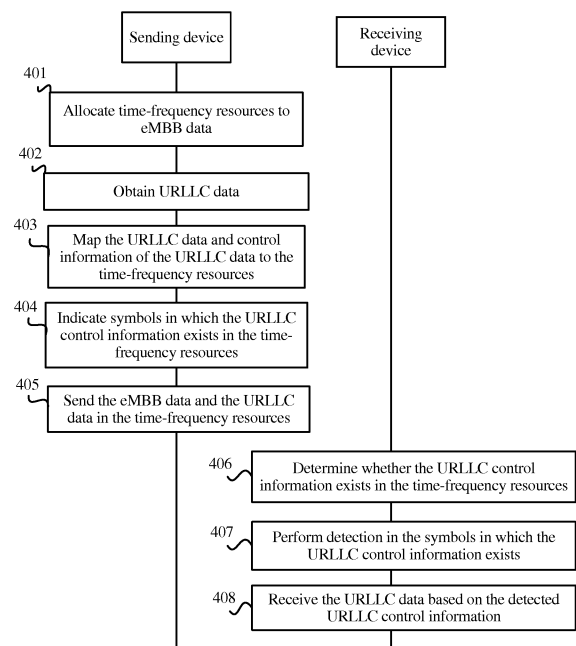 Sending device
Receiving
device
401
Allocate time-frequency resources to
eMBB data
402
Obtain URLLC data
403
Map the URLLC data and control
information of the URLLC data to the
time-frequency resources
404
Indicate symbols in which the URLLC
control information exists in the time-
frequency resources
405
Send the eMBB data and the URLLC
data in the time-frequency resources
406
Determine whether the URLLC control
information exists in the time-frequency resources
407
Perform detection in the symbols in which the
URLLC control information exists
408
Receive the URLLC data based on the detected
URLLC control information